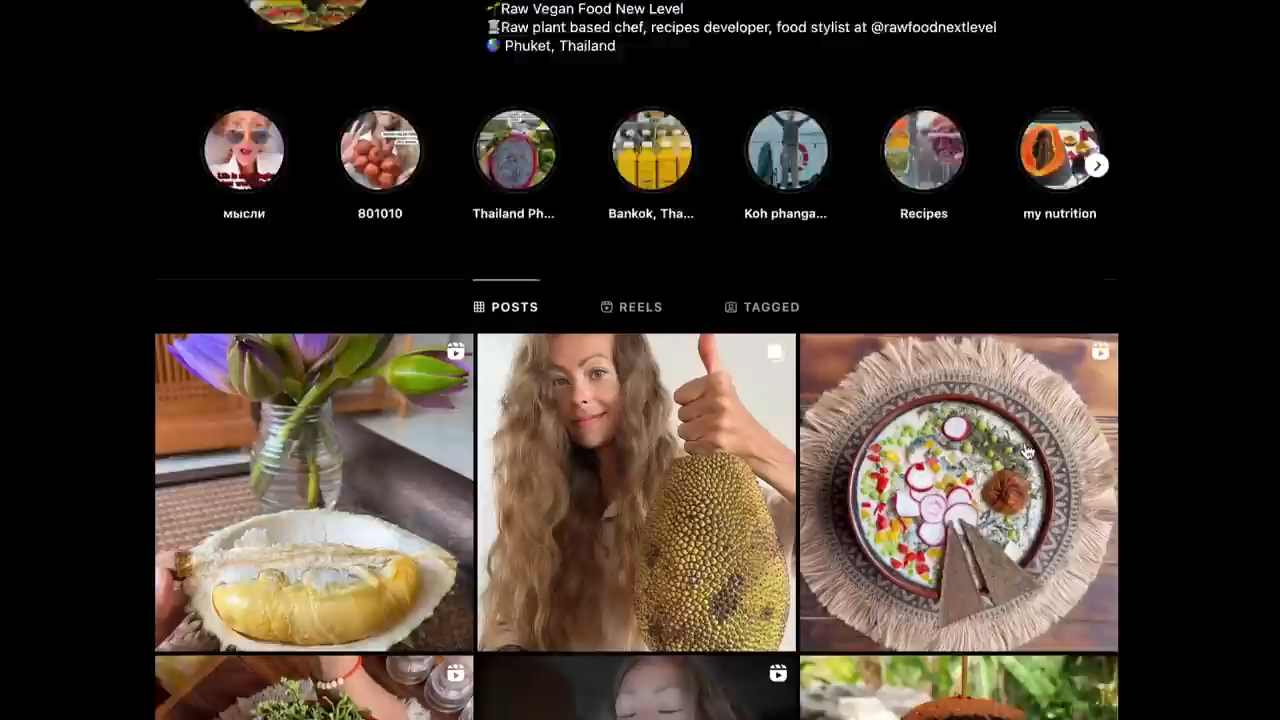 Raw Vegan Food New Level
Raw plant based chef, recipes developer, food stylist at @rawfoodnextlevel
Phuket, Thailand
мысли
801010
Thailand Ph...
Bankok, Tha...
Koh phanga...
Recipes
my nutrition
POSTS
REELS
TAGGED